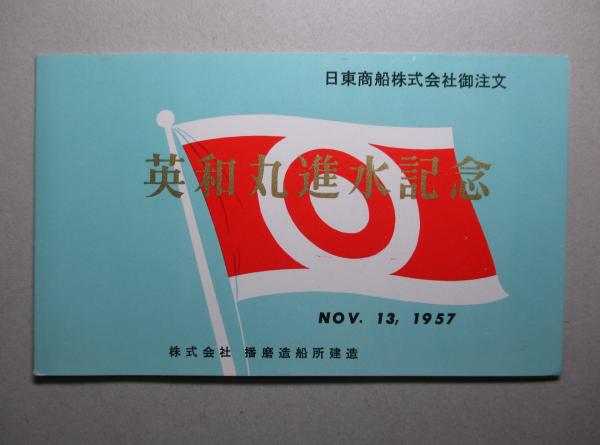 日東商船株式会社御注文
英和丸進水記念
NOV. 13, 1957
株式会社 播磨造船所建造